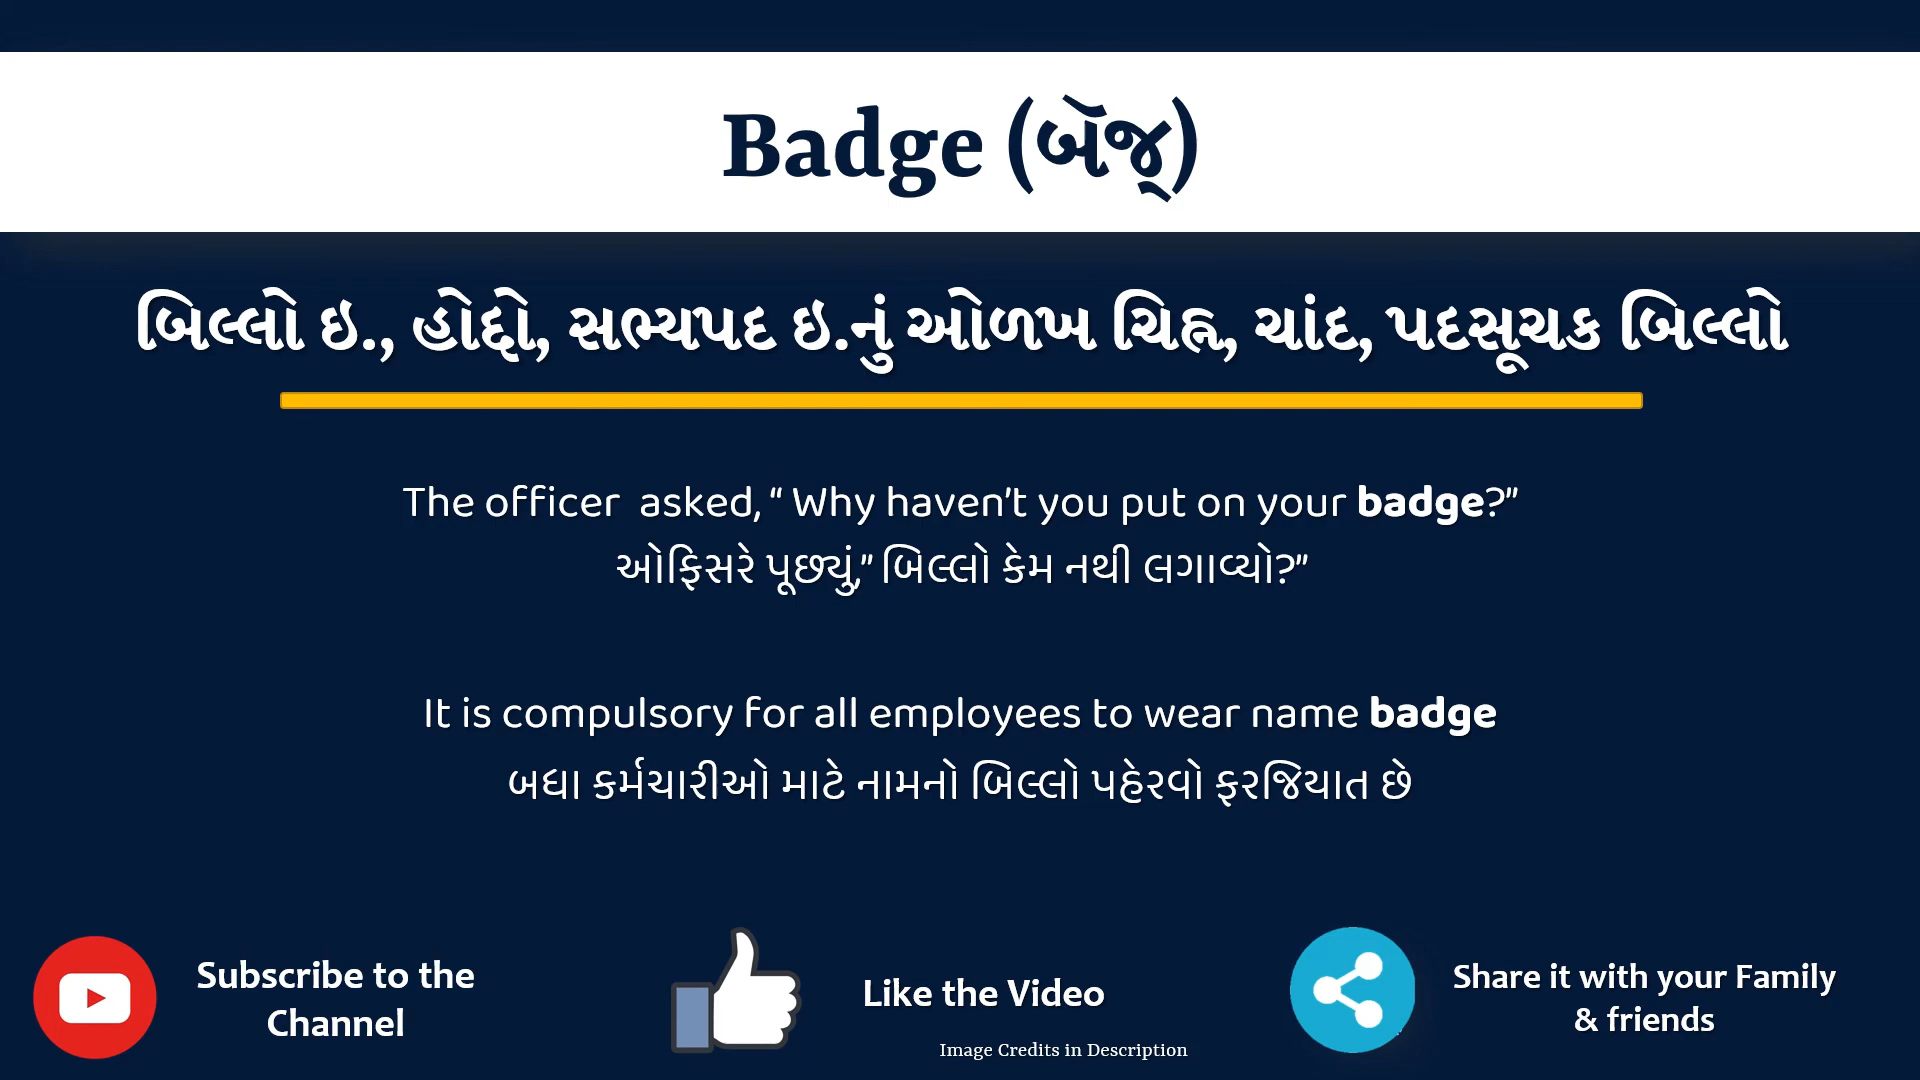 Badge (બૅજ્)
બિલ્લો ઇ., હોદ્દો, સભ્યપદ ઇ.નું ઓળખ ચિહ્ન, ચાંદ, પદસૂચક બિલ્લો
The officer  asked, “ Why haven’t you put on your badge?”
ઓફિસરે પૂછ્યું,” બિલ્લો કેમ નથી લગાવ્યો?”
It is compulsory for all employees to wear name badge
બધા કર્મચારીઓ માટે નામનો બિલ્લો પહેરવો ફરજિયાત છે
Subscribe to the
Channel
Like the Video
Share it with your Family
& friends
Image Credits in Description